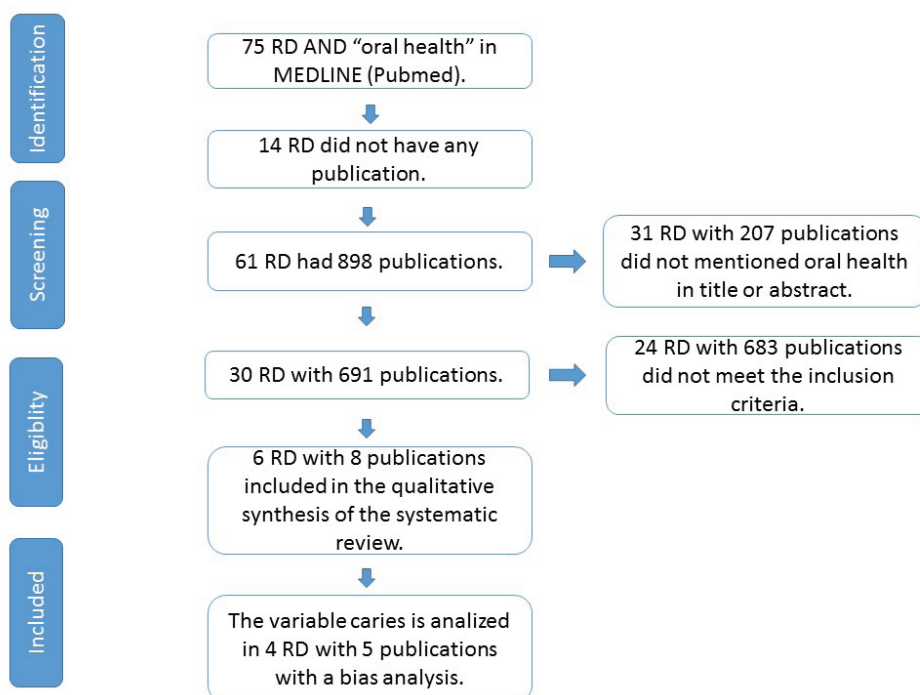 Identification
75 RD AND “oral health” in
MEDLINE (Pubmed).
14 RD did not have any
publication.
Screening
61 RD had 898 publications.
31 RD with 207 publications
did not mentioned oral health
in title or abstract.
Eligiblity
30 RD with 691 publications.
24 RD with 683 publications
did not meet the inclusion
criteria.
6 RD with 8 publications
included in the qualitative
synthesis of the systematic
review.
Included
The variable caries is analized
in 4 RD with 5 publications
with a bias analysis.